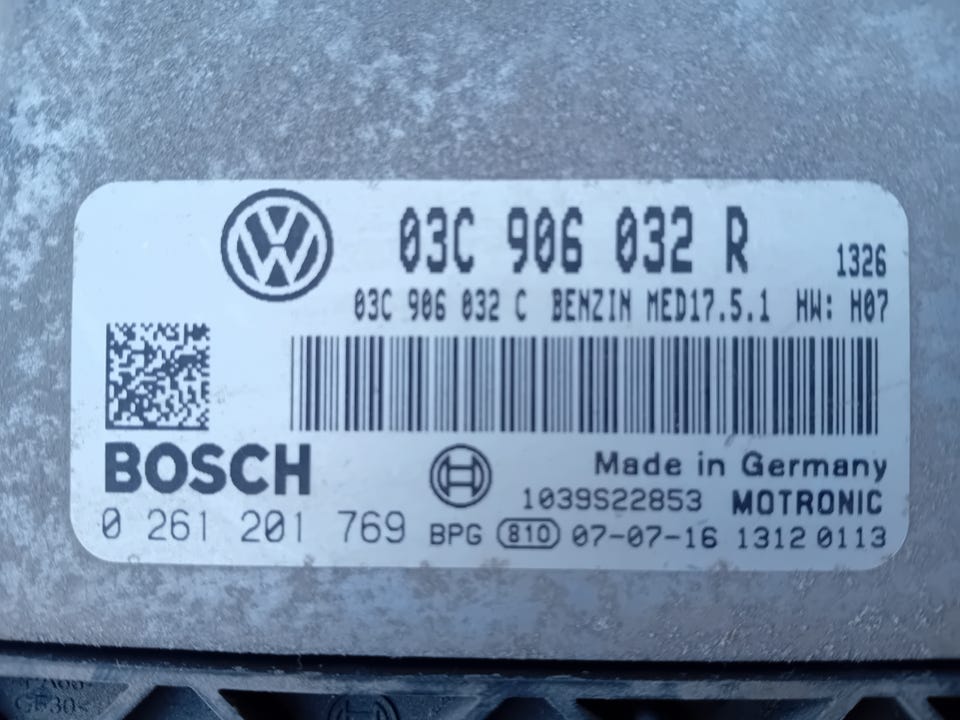 03C 906 032 R 1326
03C 906 032 C BENZIN MED17.5.1 HW: H07
BOSCH
Made in Germany
1039S22853 MOTRONIC
0 261 201 769 BPG 810 07-07-16 1312 0113